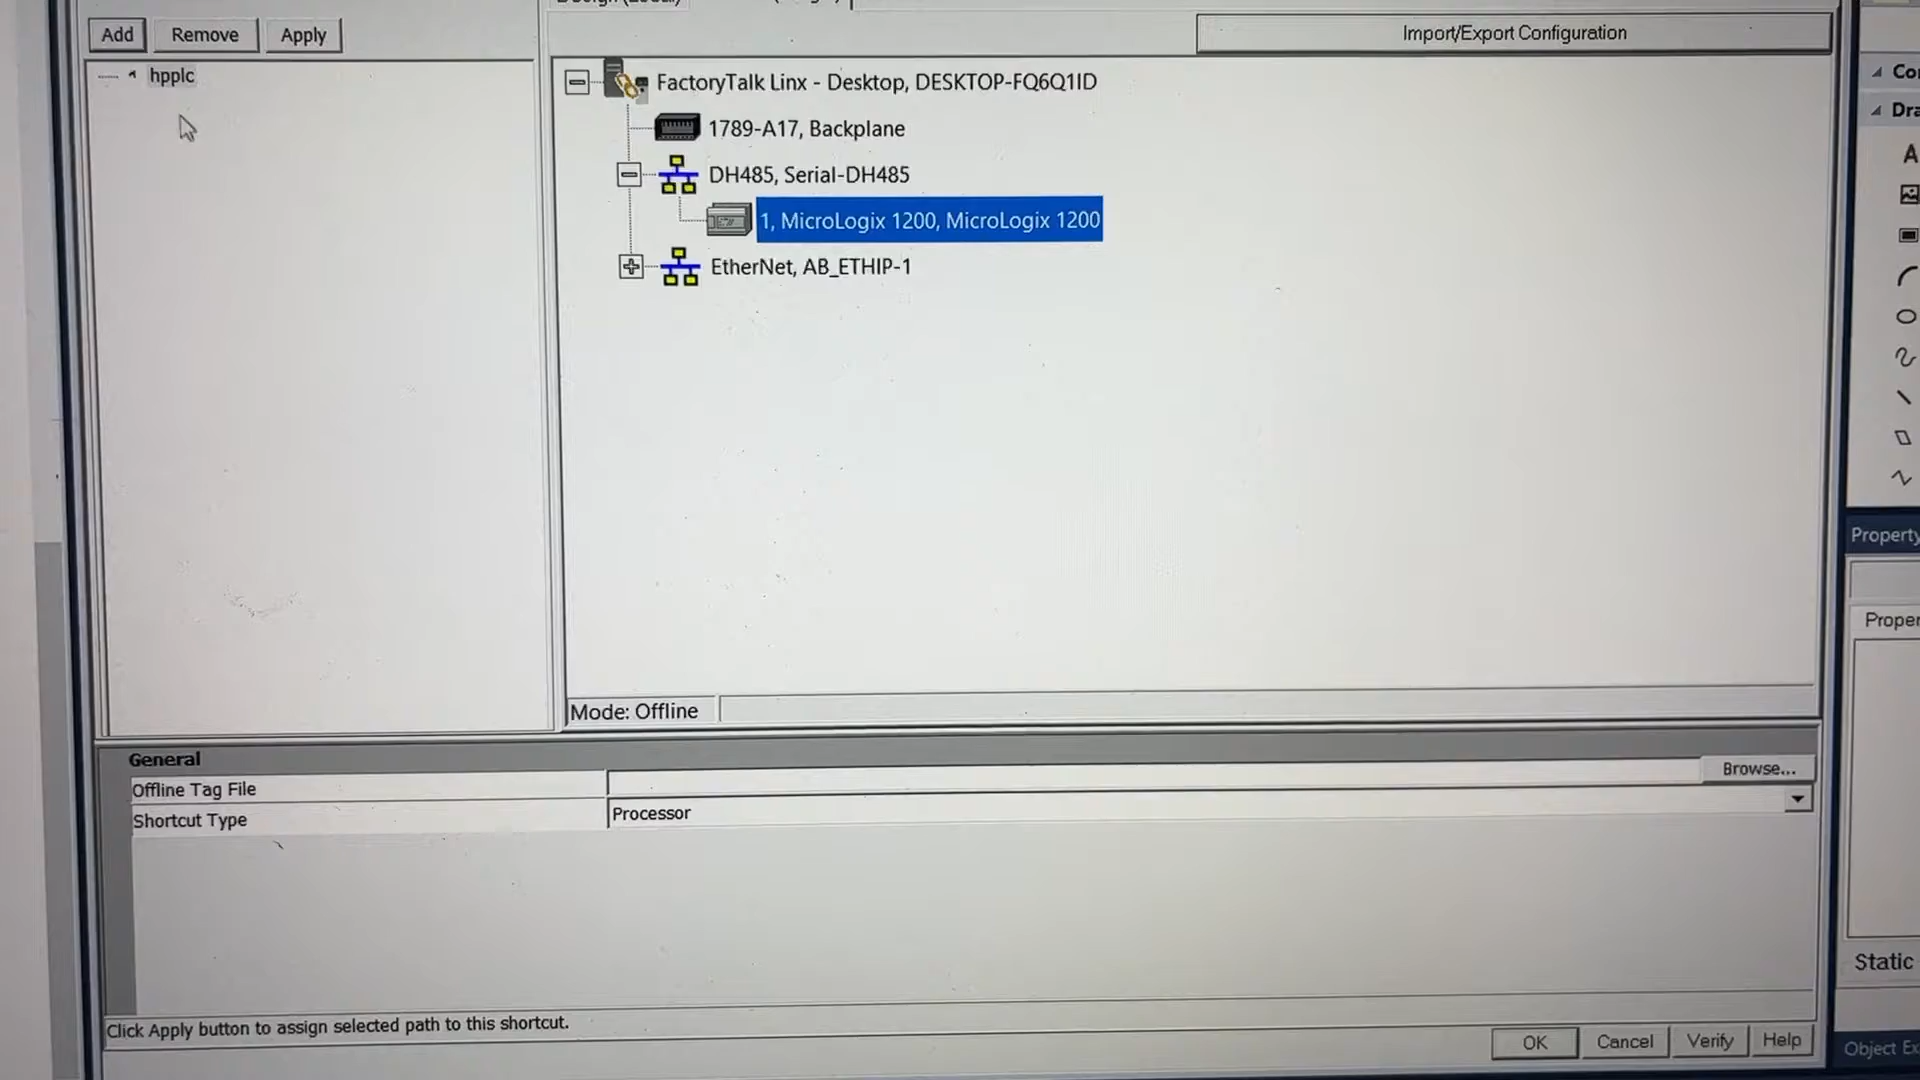 Add Remove Apply
Import/Export Configuration
hpplc
FactoryTalk Linx - Desktop, DESKTOP-FQ6Q1ID
1789-A17, Backplane
DH485, Serial-DH485
1, MicroLogix 1200, MicroLogix 1200
EtherNet, AB_ETHIP-1
Mode: Offline
General
Offline Tag File
Browse...
Shortcut Type
Processor
Click Apply button to assign selected path to this shortcut.
OK Cancel Verify Help
Property
Static
Object